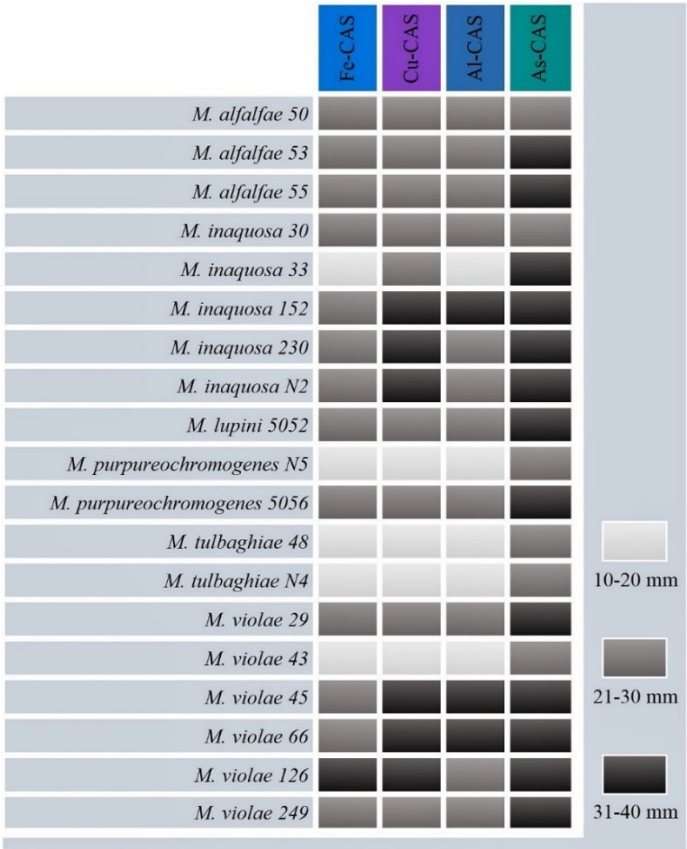 Fe-CAS
Cu-CAS
Al-CAS
As-CAS
M. alfalfae 50
M. alfalfae 53
M. alfalfae 55
M. inaquosa 30
M. inaquosa 33
M. inaquosa 152
M. inaquosa 230
M. inaquosa N2
M. lupini 5052
M. purpureochromogenes N5
M. purpureochromogenes 5056
M. tulbaghiae 48
M. tulbaghiae N4
M. violae 29
M. violae 43
M. violae 45
M. violae 66
M. violae 126
M. violae 249
10-20 mm
21-30 mm
31-40 mm